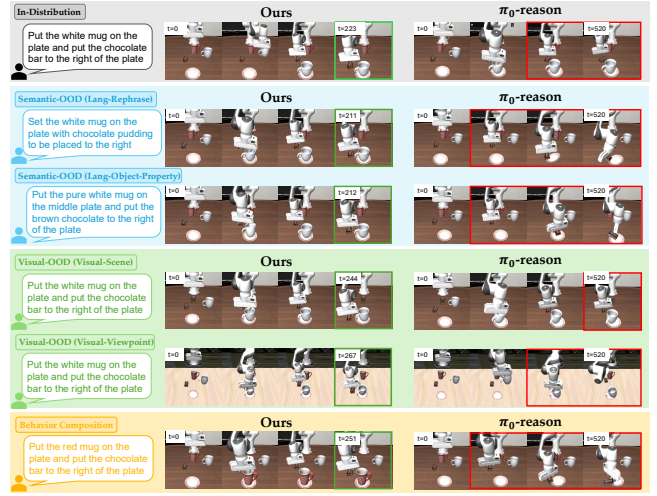 In-Distribution
Put the white mug on the
plate and put the chocolate
bar to the right of the plate
Ours
t=0
t=223
π0-reason
t=0
t=520
Semantic-OOD (Lang-Rephrase)
Set the white mug on the
plate with chocolate pudding
to be placed to the right
Ours
t=0
t=211
π0-reason
t=0
t=520
Semantic-OOD (Lang-Object-Property)
Put the pure white mug on
the middle plate and put the
brown chocolate to the right
of the plate
t=0
t=212
t=0
t=520
Visual-OOD (Visual-Scene)
Put the white mug on the
plate and put the chocolate
bar to the right of the plate
Ours
t=0
t=244
π0-reason
t=0
t=520
Visual-OOD (Visual-Viewpoint)
Put the white mug on the
plate and put the chocolate
bar to the right of the plate
t=0
t=267
t=0
t=520
Behavior Composition
Put the red mug on the
plate and put the chocolate
bar to the right of the plate
Ours
t=0
t=251
π0-reason
t=0
t=520